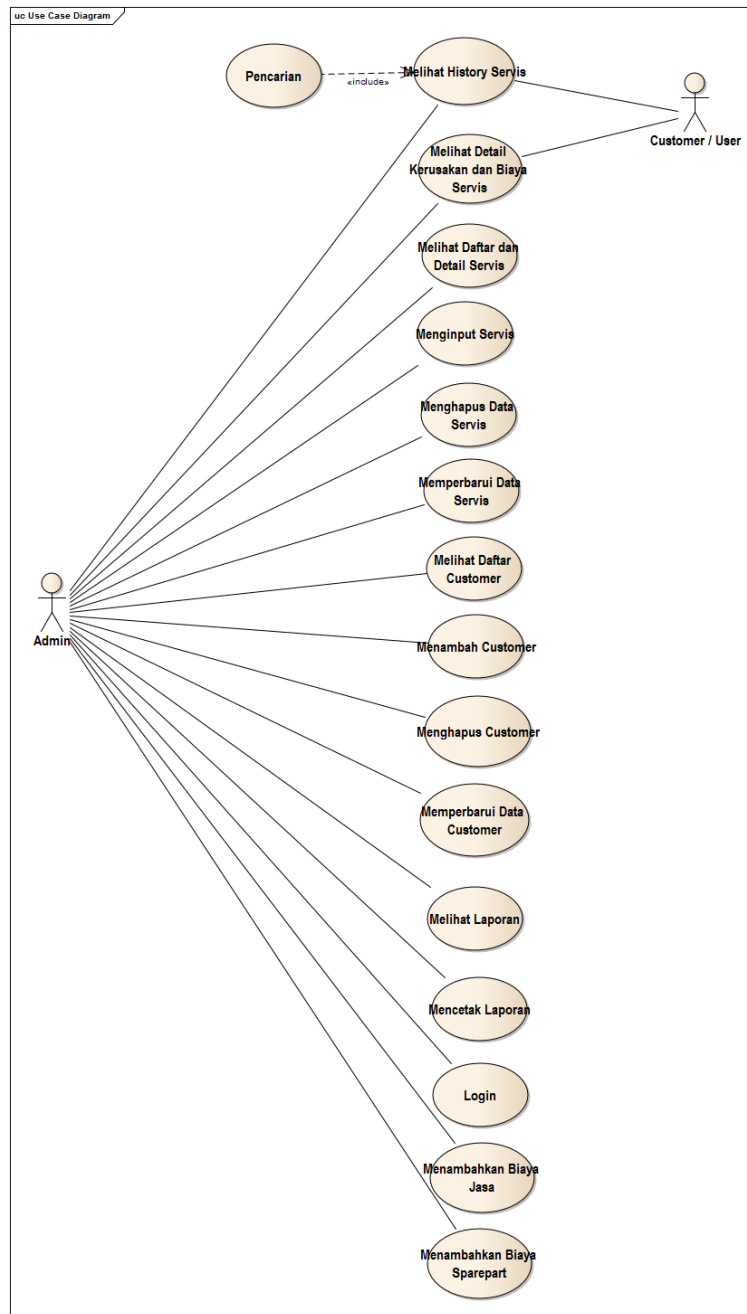 uc Use Case Diagram
Pencarian
«include»
Melihat History Servis
Customer / User
Melihat Detail
Kerusakan dan Biaya
Servis
Melihat Daftar dan
Detail Servis
Menginput Servis
Menghapus Data
Servis
Memperbarui Data
Servis
Melihat Daftar
Customer
Admin
Menambah Customer
Menghapus Customer
Memperbarui Data
Customer
Melihat Laporan
Mencetak Laporan
Login
Menambahkan Biaya
Jasa
Menambahkan Biaya
Sparepart